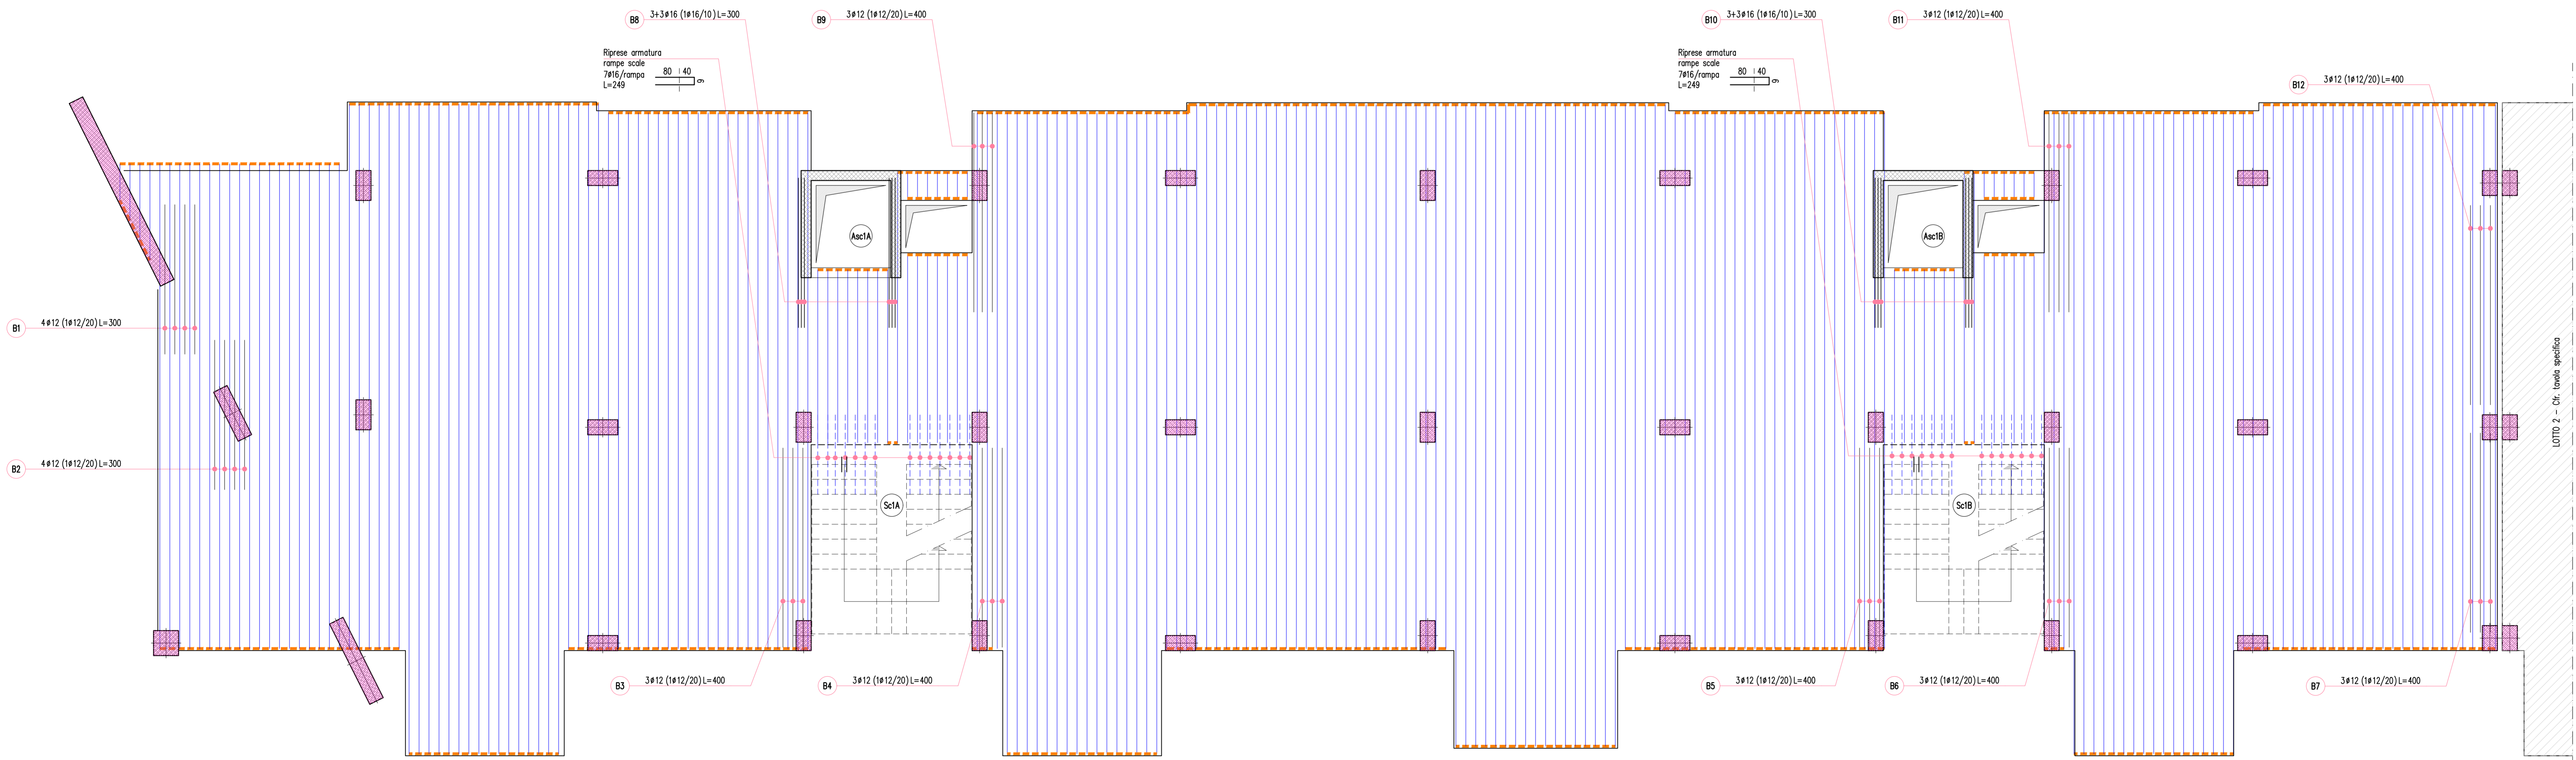 B8 3+3ø16 (1ø16/10) L=300
B9 3ø12 (1ø12/20) L=400
B10 3+3ø16 (1ø16/10) L=300
B11 3ø12 (1ø12/20) L=400
Riprese armatura
rampe scale
7ø16/rampa
L=249
80 40
9
Riprese armatura
rampe scale
7ø16/rampa
L=249
80 40
9
B12 3ø12 (1ø12/20) L=400
Asc1A
Asc1B
B1 4ø12 (1ø12/20) L=300
LOTTO 2 - Cfr. tavola specifica
B2 4ø12 (1ø12/20) L=300
Sc1A
Sc1B
B3 3ø12 (1ø12/20) L=400
B4 3ø12 (1ø12/20) L=400
B5 3ø12 (1ø12/20) L=400
B6 3ø12 (1ø12/20) L=400
B7 3ø12 (1ø12/20) L=400